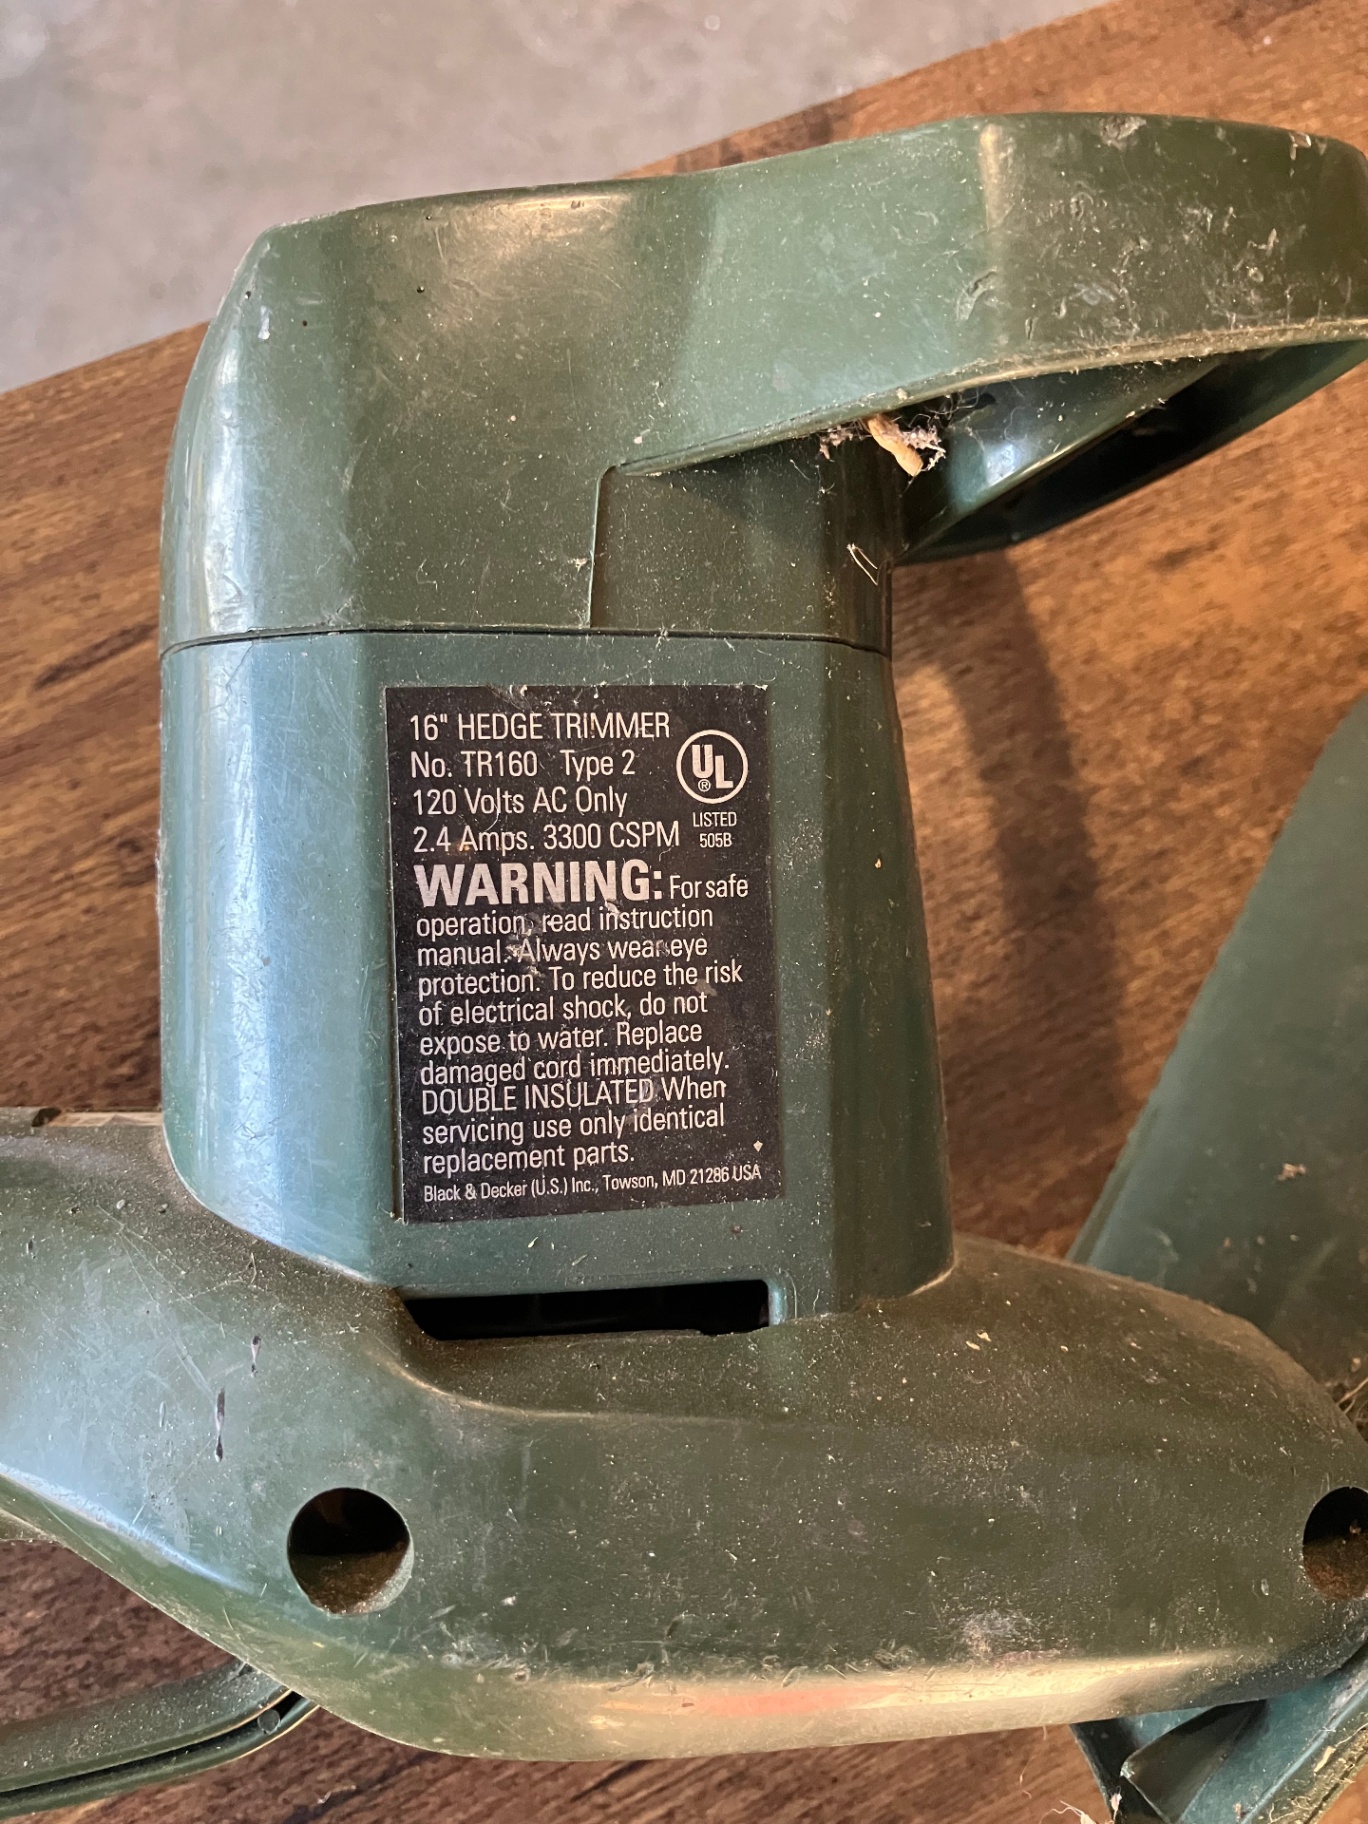 16" HEDGE TRIMMER
No. TR160 Type 2
120 Volts AC Only
2.4 Amps. 3300 CSPM
UL
®
LISTED
505B
WARNING: For safe
operation, read instruction
manual. Always wear eye
protection. To reduce the risk
of electrical shock, do not
expose to water. Replace
damaged cord immediately.
DOUBLE INSULATED When
servicing use only identical
replacement parts.
Black & Decker (U.S.) Inc., Towson, MD 21286 USA